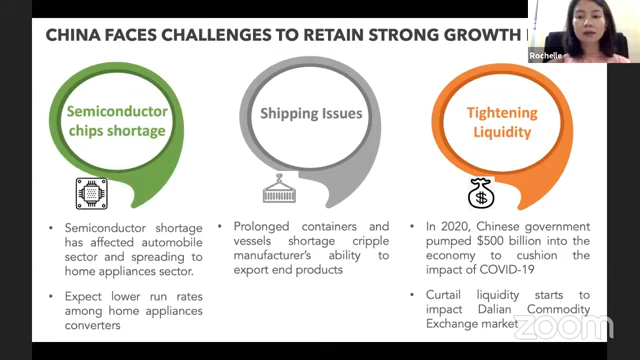 CHINA FACES CHALLENGES TO RETAIN STRONG GROWTH
Rochelle
Semiconductor
chips shortage
Shipping Issues
Tightening
Liquidity
• Semiconductor shortage
has affected automobile
sector and spreading to
home appliances sector.
• Expect lower run rates
among home appliances
converters
• Prolonged containers and
vessels shortage cripple
manufacturer's ability to
export end products
$
• In 2020, Chinese government
pumped $500 billion into the
economy to cushion the
impact of COVID-19
• Curtail liquidity starts to
impact Dalian Commodity
Exchange market
zoom